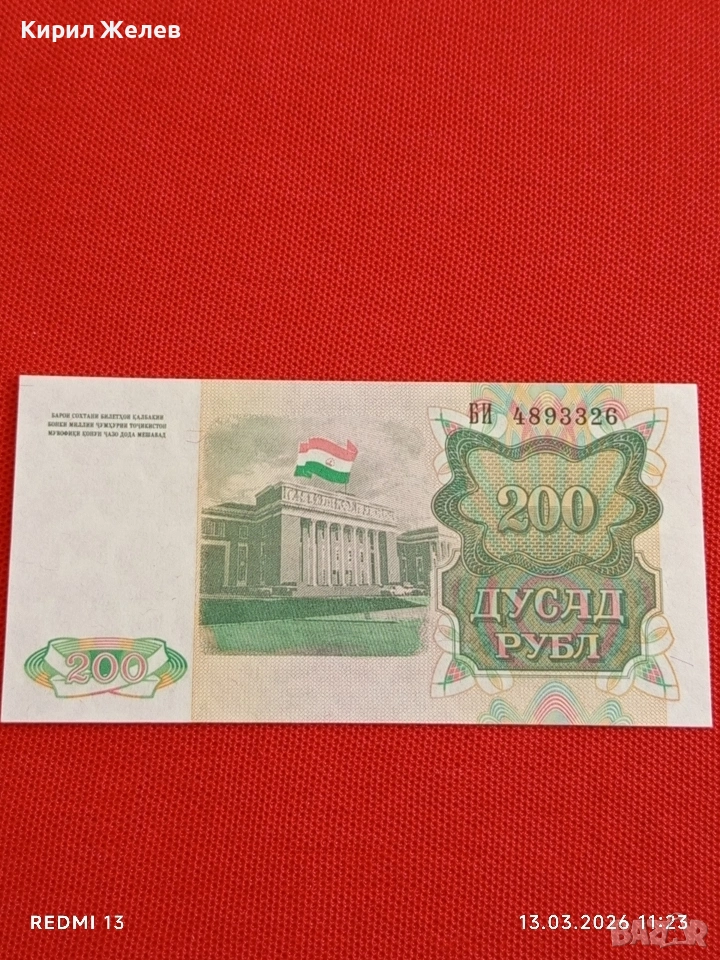 Кирил Желев
БАРОИ СОХТАНИ БИЛЕТҲОИ ҚАЛБАКИИ
БОНКИ МИЛЛИИ ҶУМҲУРИИ ТОҶИКИСТОН
МУВОФИҚИ ҚОНУН ҶАЗО ДОДА МЕШАВАД
БИ 4893326
200
ДУСАД
РУБЛ
200
REDMI 13
13.03.2026 11:23
BAZAR